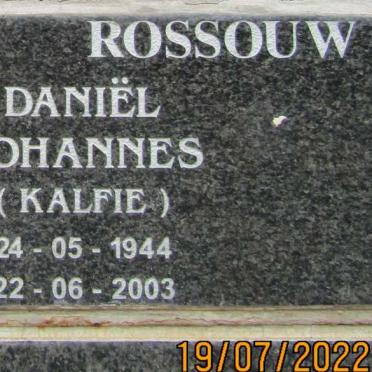 ROSSOUW
DANIËL
OHANNES
( KALFIE )
24 - 05 - 1944
22 - 06 - 2003
19/07/2022